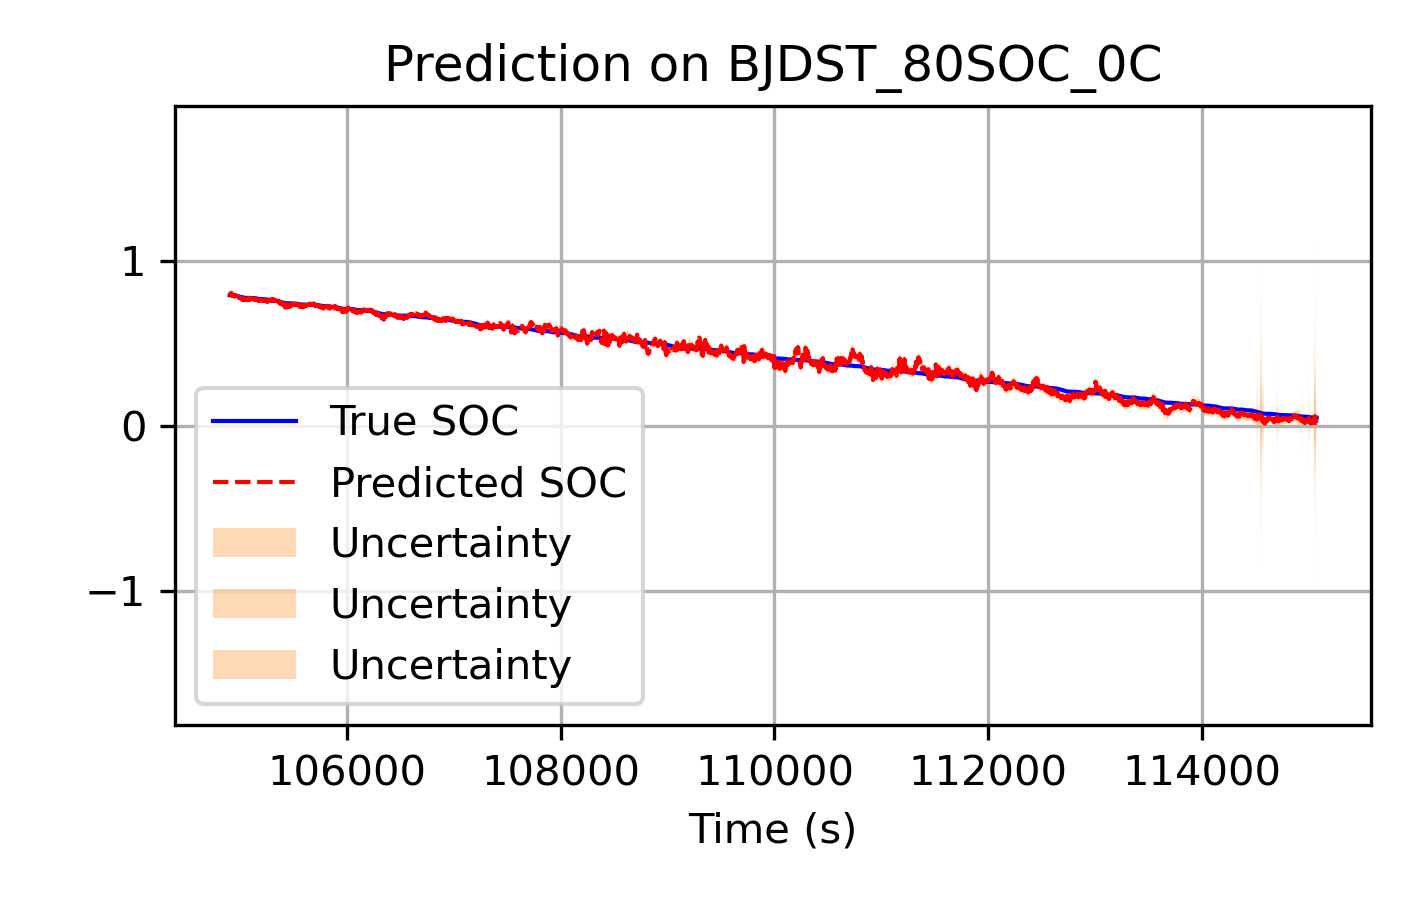 Prediction on BJDST_80SOC_0C
1
0
−1
True SOC
Predicted SOC
Uncertainty
Uncertainty
Uncertainty
106000 108000 110000 112000 114000
Time (s)